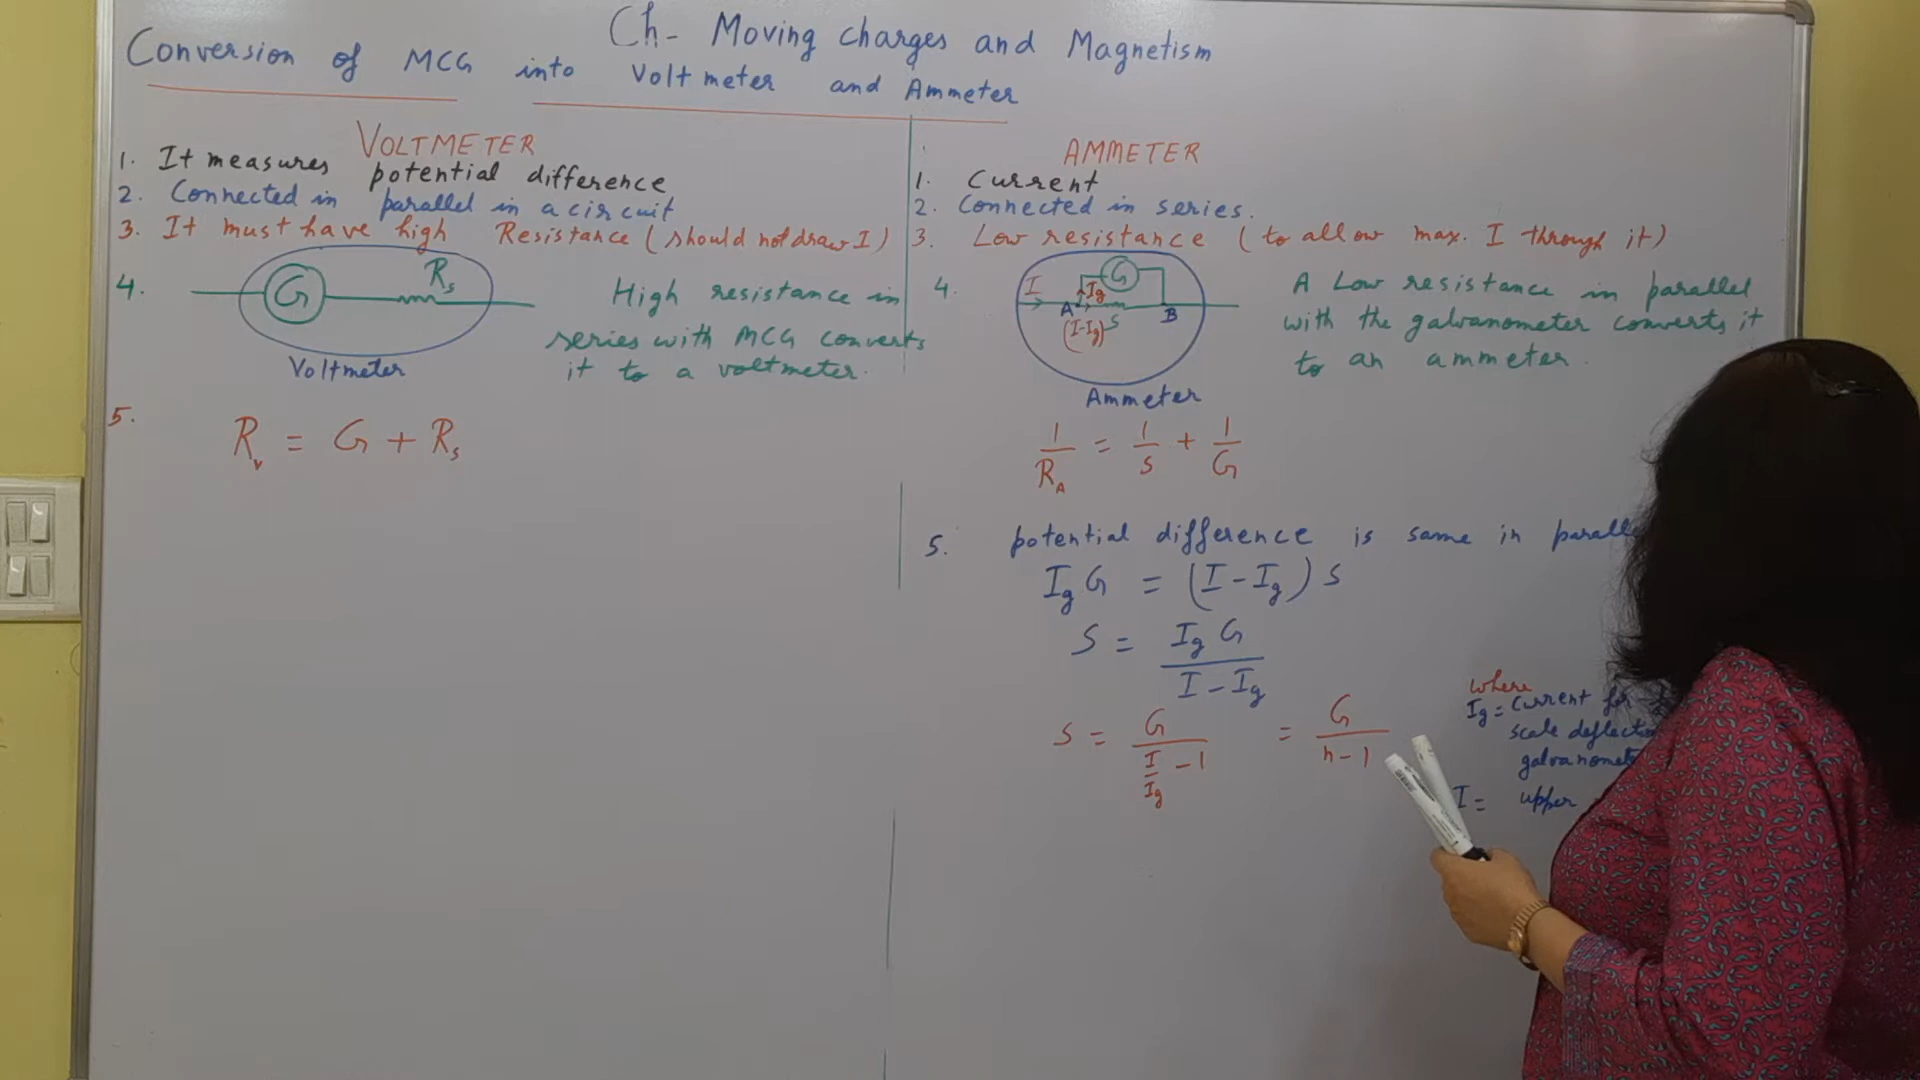 Ch- Moving charges and Magnetism
Conversion of MCG into Voltmeter and Ammeter
VOLTMETER
1. It measures potential difference
2. Connected in parallel in a circuit
3. It must have high Resistance (should not draw I)
4.
G
Rs
Voltmeter
High resistance in
series with MCG converts
it to a voltmeter.
5.
Rv = G + Rs
AMMETER
1. Current
2. Connected in series.
3. Low resistance (to allow max. I through it)
4.
G
I
Ig
A
B
(I-Ig) S
Ammeter
A Low resistance in parallel
with the galvanometer converts it
to an ammeter.
1/RA = 1/S + 1/G
5. potential difference is same in
Ig G = (I - Ig) S
S = Ig G / I - Ig
S = G / I/Ig - 1 = G / n-1
where
Ig = Current for
scale
I = upper